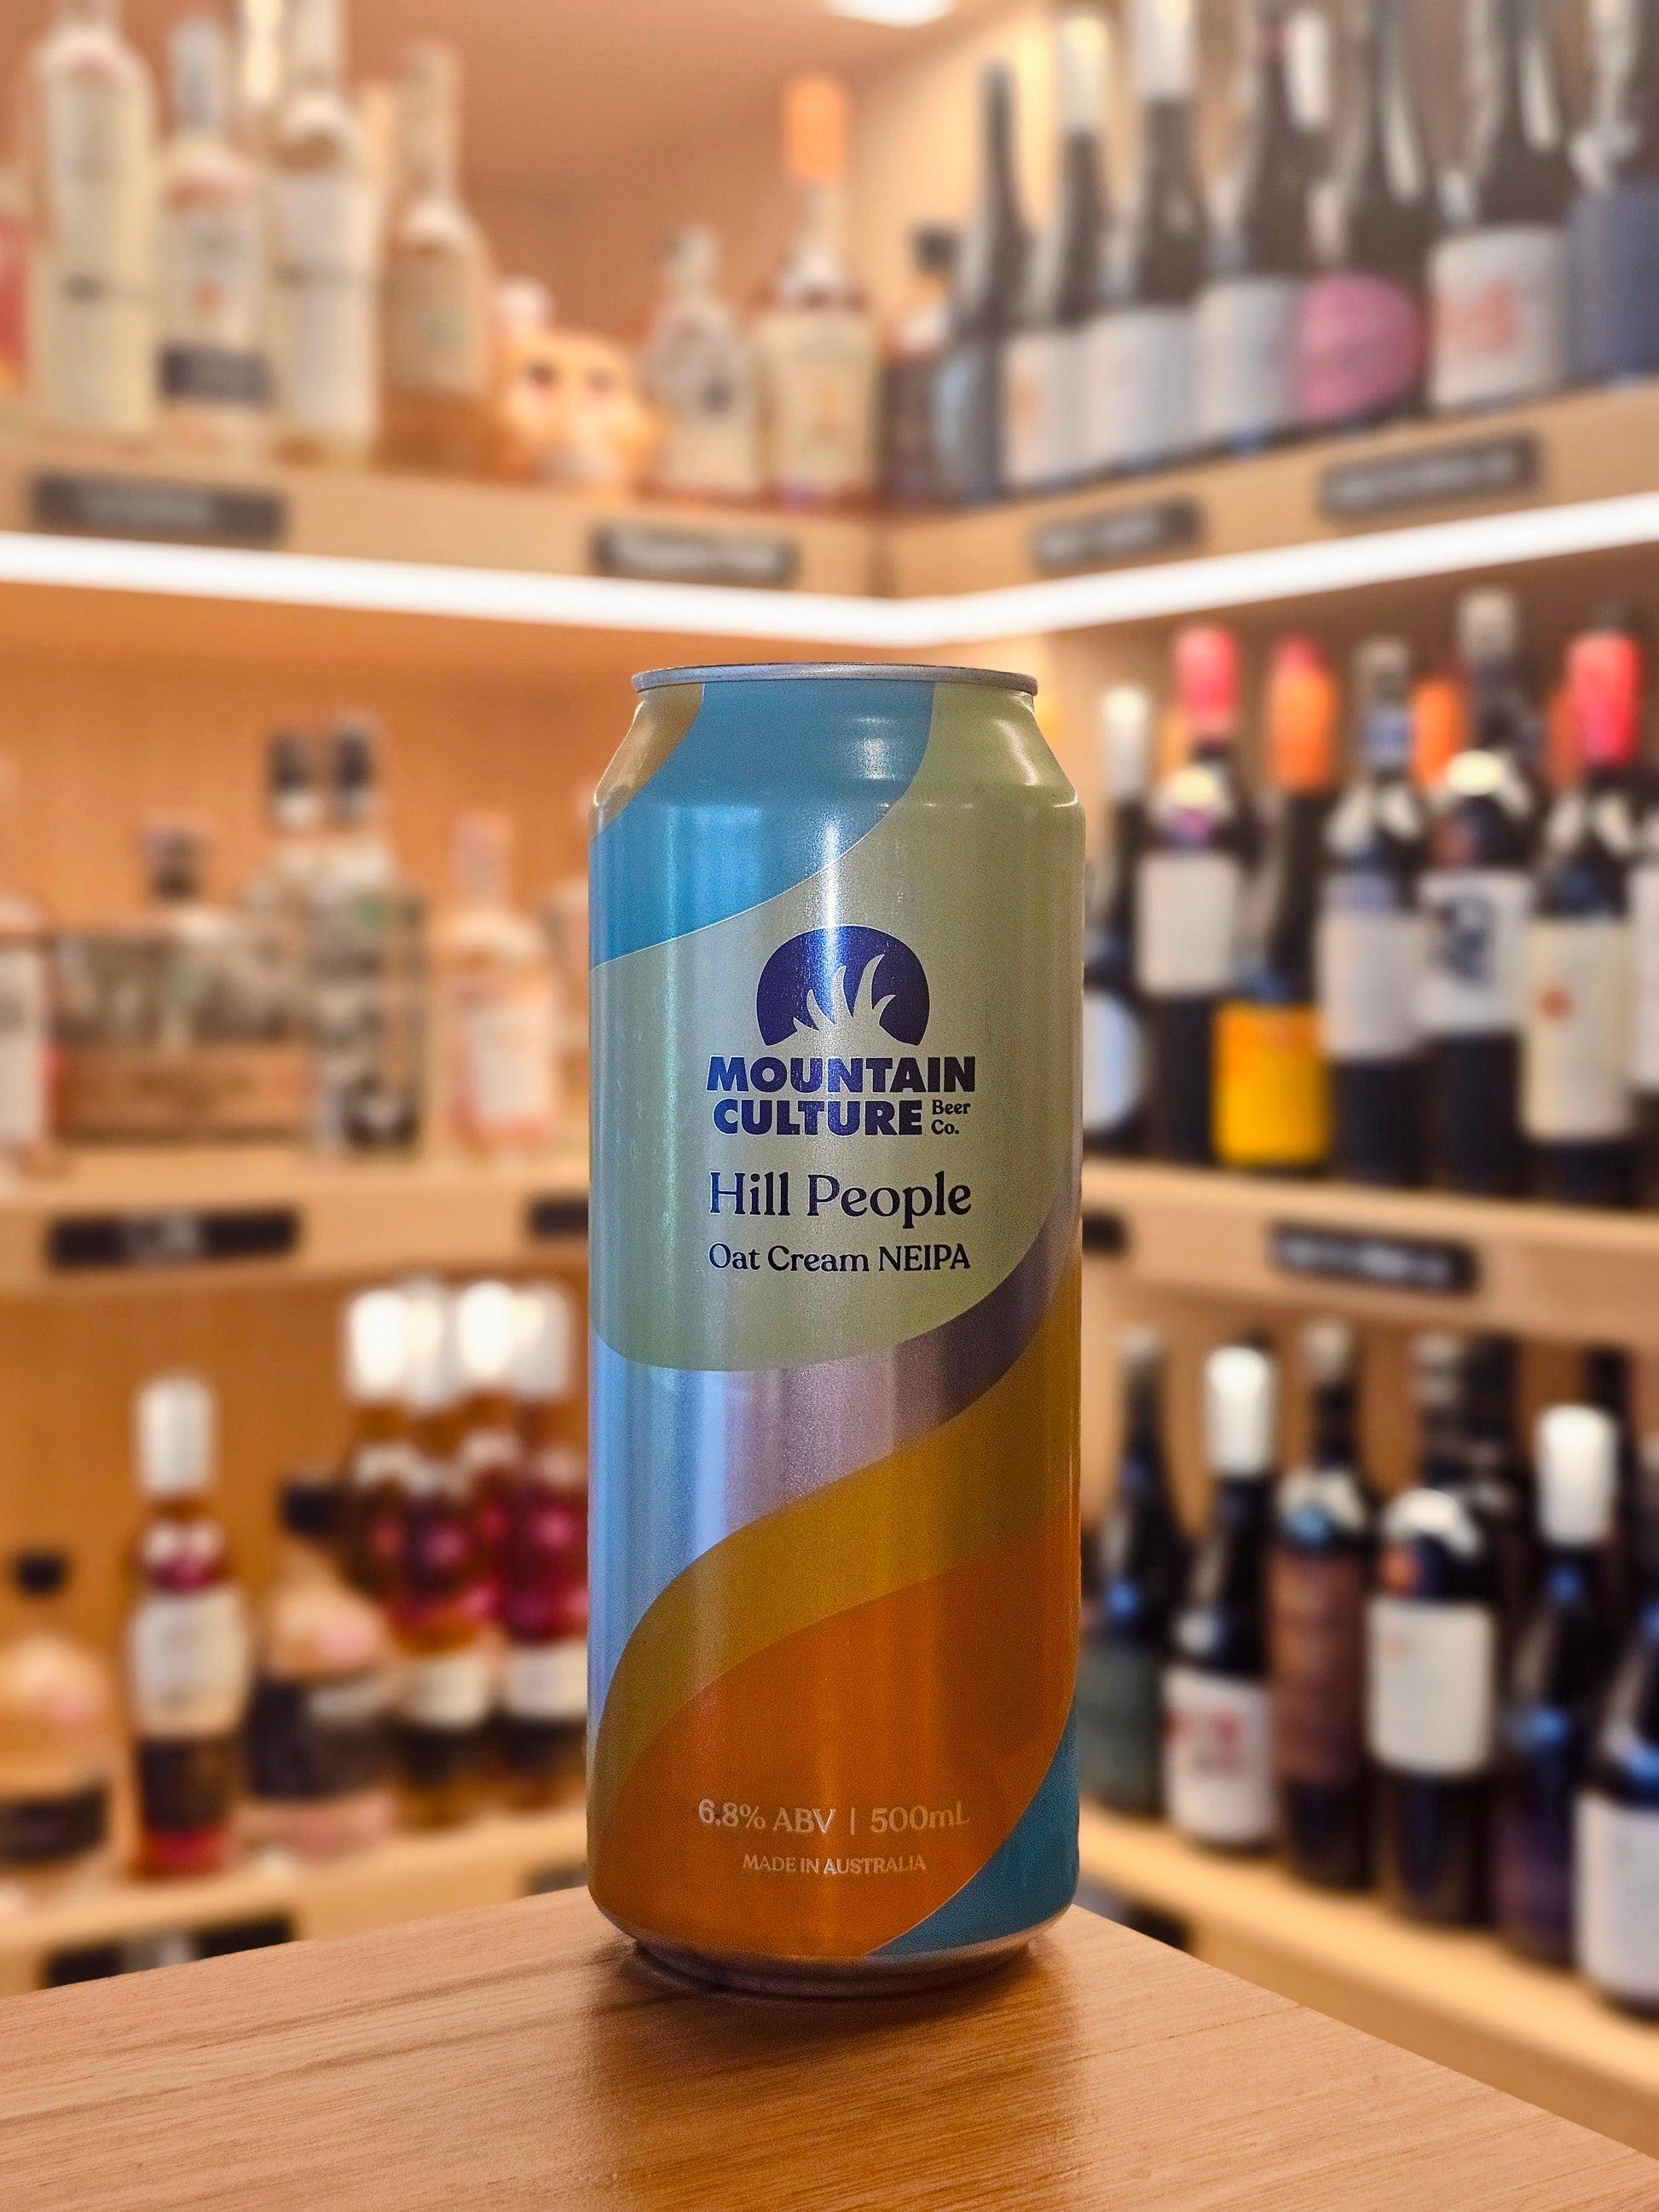 MOUNTAIN
CULTURE Beer Co.
Hill People
Oat Cream NEIPA
6.8% ABV | 500mL
MADE IN AUSTRALIA